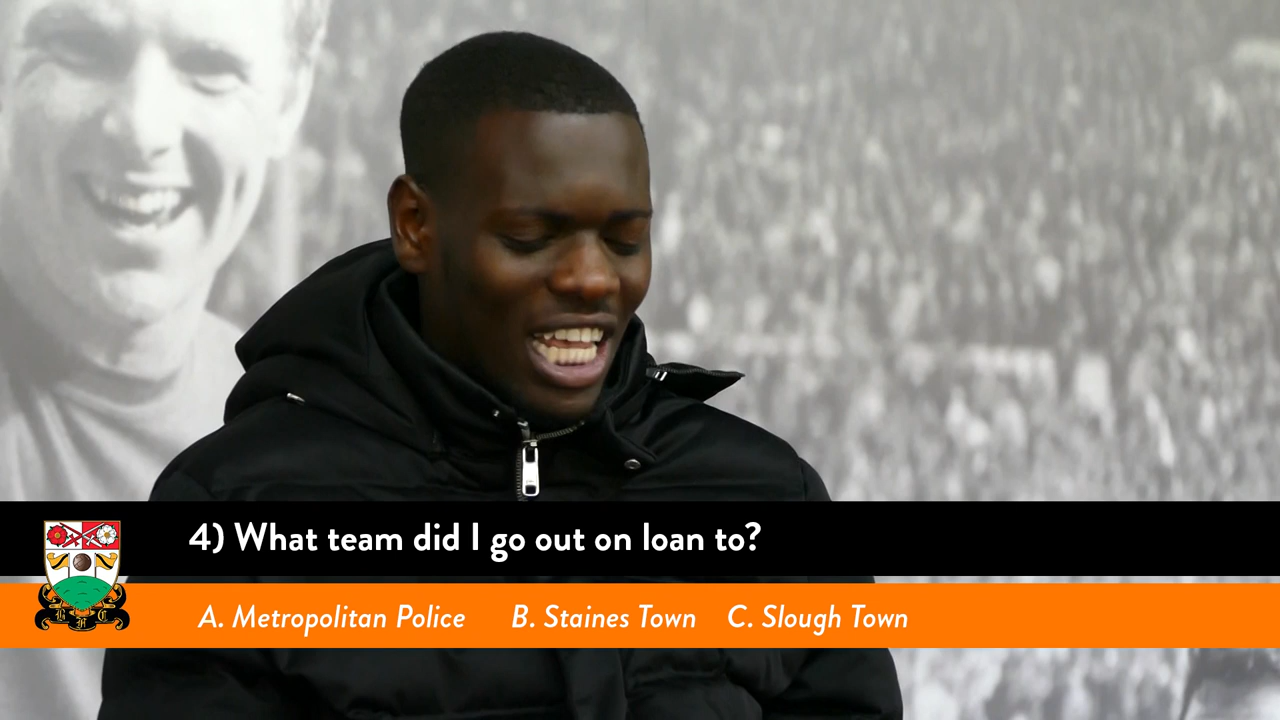 4) What team did I go out on loan to?
A. Metropolitan Police B. Staines Town C. Slough Town
B F C